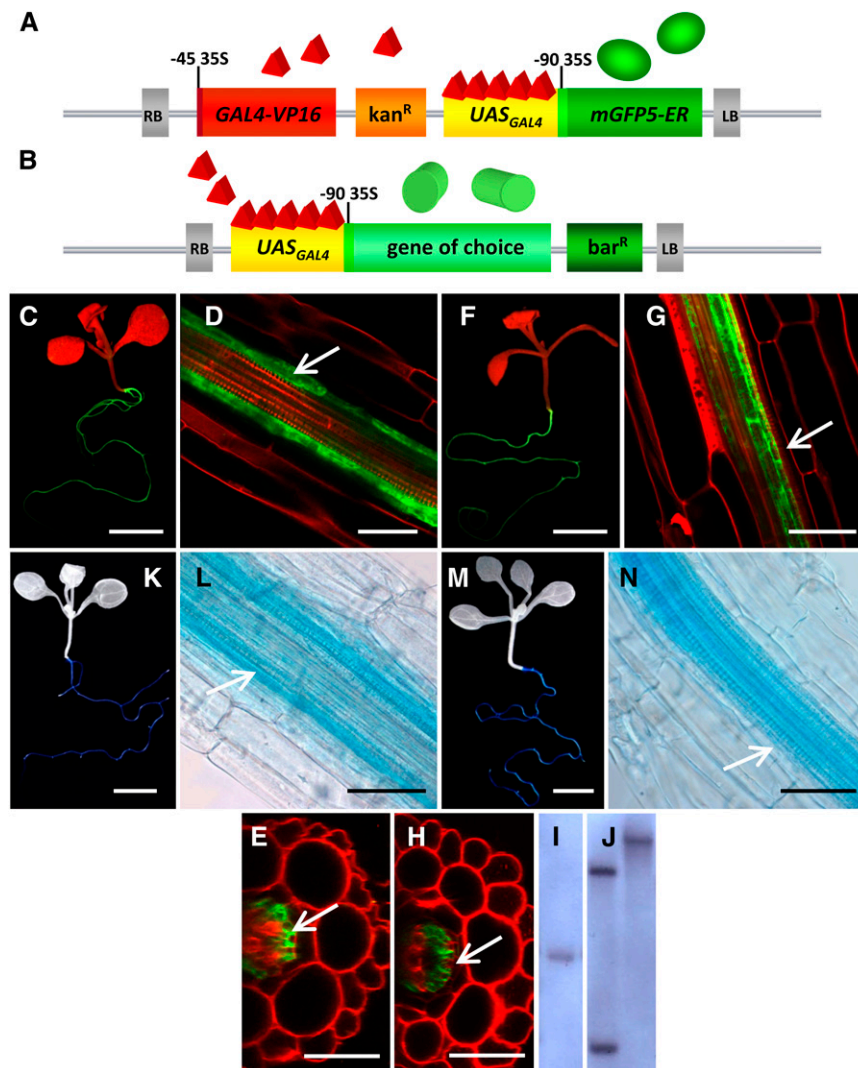 A
-45 35S
-90 35S
RB
GAL4-VP16
kanR
UASGAL4
mGFP5-ER
LB
B
-90 35S
RB
UASGAL4
gene of choice
barR
LB
C
D
F
G
K
L
M
N
E
H
I
J